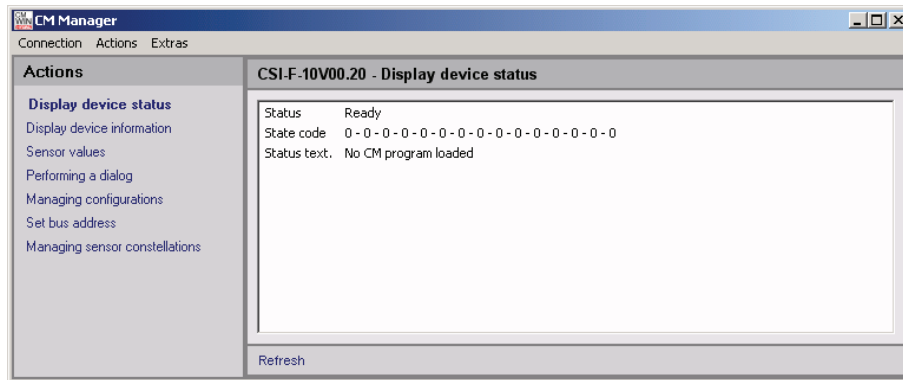 CM
WIN
CM Manager
Connection Actions Extras
Actions
Display device status
Display device information
Sensor values
Performing a dialog
Managing configurations
Set bus address
Managing sensor constellations
CSI-F-10V00.20 - Display device status
Status Ready
State code 0 - 0 - 0 - 0 - 0 - 0 - 0 - 0 - 0 - 0 - 0 - 0 - 0 - 0 - 0
Status text. No CM program loaded
Refresh